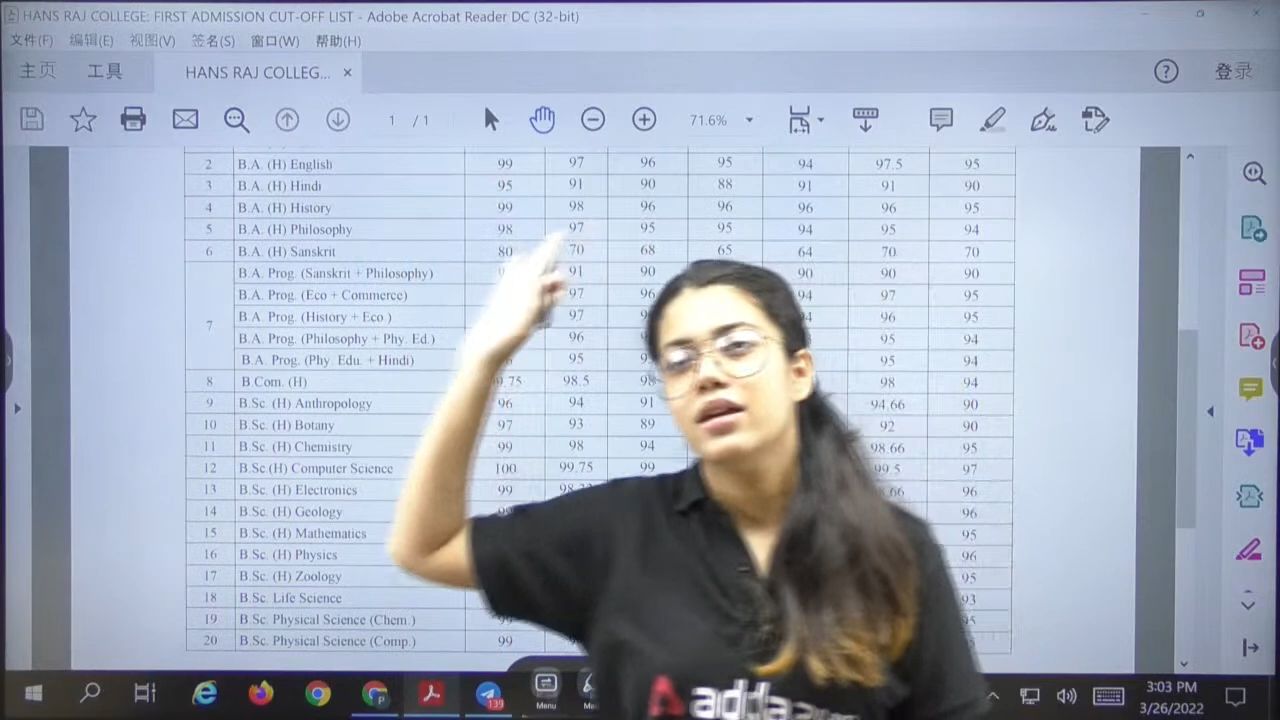 HANS RAJ COLLEGE: FIRST ADMISSION CUT-OFF LIST - Adobe Acrobat Reader DC (32-bit)
文件(F) 编辑(E) 视图(V) 签名(S) 窗口(W) 帮助(H)
主页 工具 HANS RAJ COLLEG... × ? 登录
1 / 1 71.6%
2 B.A. (H) English 99 97 96 95 94 97.5 95
3 B.A. (H) Hindi 95 91 90 88 91 91 90
4 B.A. (H) History 99 98 96 96 96 96 95
5 B.A. (H) Philosophy 98 97 95 95 94 95 94
6 B.A. (H) Sanskrit 80 70 68 65 64 70 70
B.A. Prog. (Sanskrit + Philosophy) 91 90 90 90 90
B.A. Prog. (Eco + Commerce) 97 96 94 97 95
7 B.A. Prog. (History + Eco.) 97 96 95
B.A. Prog. (Philosophy + Phy. Ed.) 96 95 94
B.A. Prog. (Phy. Edu. + Hindi) 95 95 94
8 B.Com. (H) 98.5 98 94
9 B.Sc. (H) Anthropology 96 94 91 94.66 90
10 B.Sc. (H) Botany 97 93 89 92 90
11 B.Sc. (H) Chemistry 99 98 94 98.66 95
12 B.Sc (H) Computer Science 100 99.75 99 99.5 97
13 B.Sc. (H) Electronics 99 96
14 B.Sc. (H) Geology 96
15 B.Sc. (H) Mathematics 95
16 B.Sc. (H) Physics 96
17 B.Sc. (H) Zoology 95
18 B.Sc. Life Science 93
19 B.Sc. Physical Science (Chem.) 95
20 B.Sc. Physical Science (Comp.) 99
adda
139
Menu
3:03 PM
3/26/2022